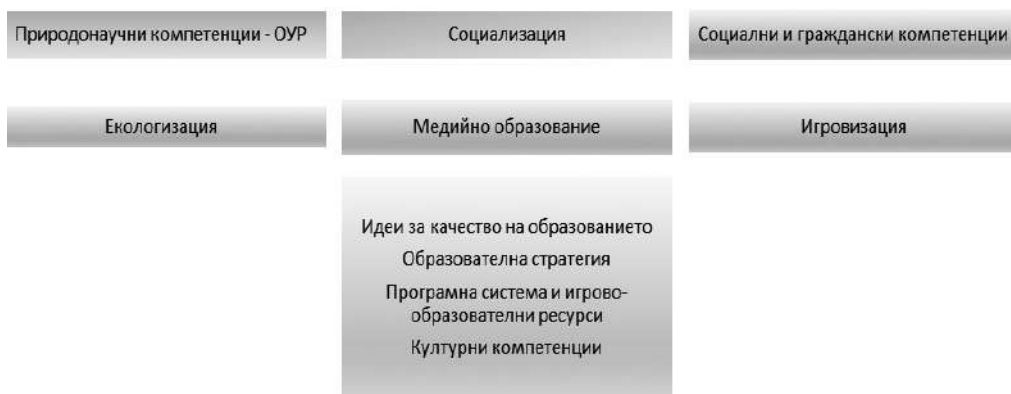 Природонаучни компетенции - ОУР
Социализация
Социални и граждански компетенции
Екологизация
Медийно образование
Игровизация
Идеи за качество на образованието
Образователна стратегия
Програмна система и игрово-
образователни ресурси
Културни компетенции